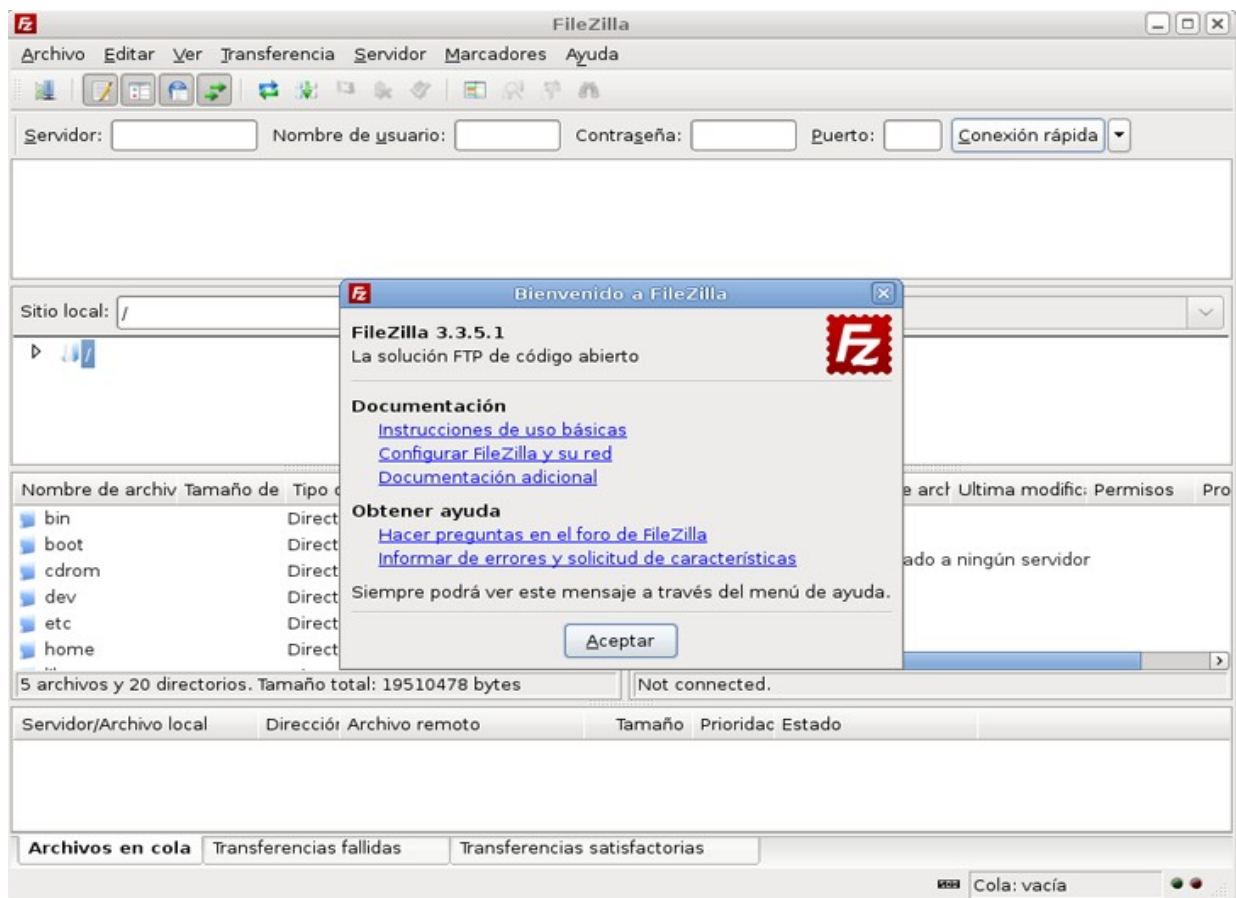 FileZilla
Archivo Editar Ver Transferencia Servidor Marcadores Ayuda
Servidor: Nombre de usuario: Contraseña: Puerto: Conexión rápida
Sitio local: /
/
Bienvenido a FileZilla
FileZilla 3.3.5.1
La solución FTP de código abierto
Fz
Documentación
Instrucciones de uso básicas
Configurar FileZilla y su red
Documentación adicional
Obtener ayuda
Hacer preguntas en el foro de FileZilla
Informar de errores y solicitud de características
Siempre podrá ver este mensaje a través del menú de ayuda.
Aceptar
Nombre de archiv Tamaño de Tipo
bin Direct
boot Direct
cdrom Direct
dev Direct
etc Direct
home Direct
Ultima modific Permisos Pro
ado a ningún servidor
5 archivos y 20 directorios. Tamaño total: 19510478 bytes
Not connected.
Servidor/Archivo local Direcciór Archivo remoto Tamaño Prioridac Estado
Archivos en cola Transferencias fallidas Transferencias satisfactorias
Cola: vacía